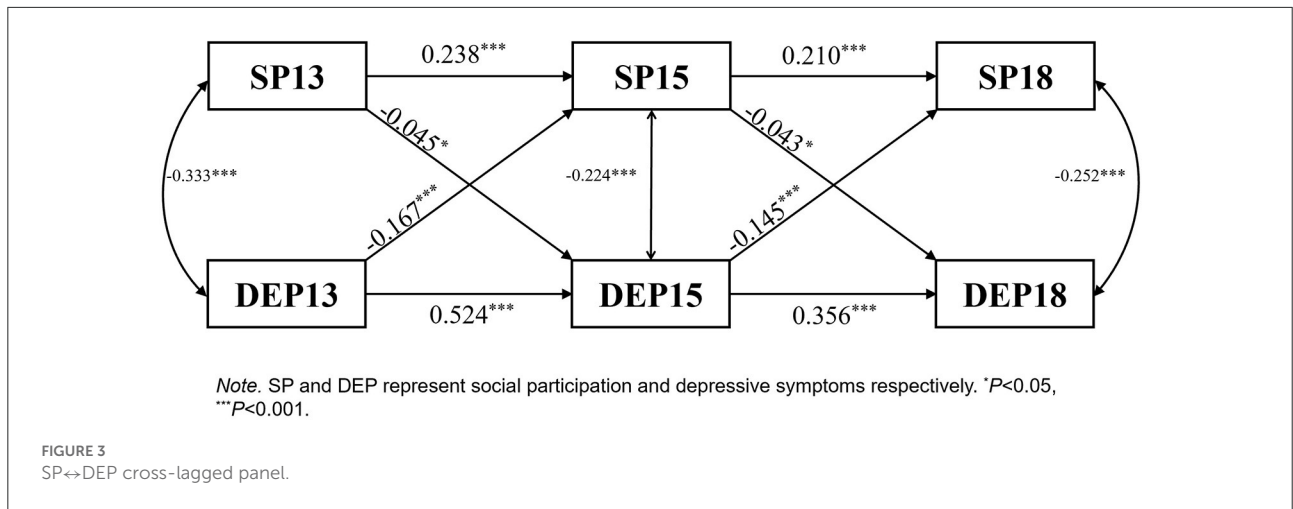 0.238***
0.210***
SP13
SP15
SP18
-0.045*
-0.043*
-0.333***
-0.224***
-0.252***
-0.167***
-0.145***
DEP13
DEP15
DEP18
0.524***
0.356***
Note. SP and DEP represent social participation and depressive symptoms respectively. *P<0.05,
***P<0.001.
FIGURE 3
SP↔DEP cross-lagged panel.